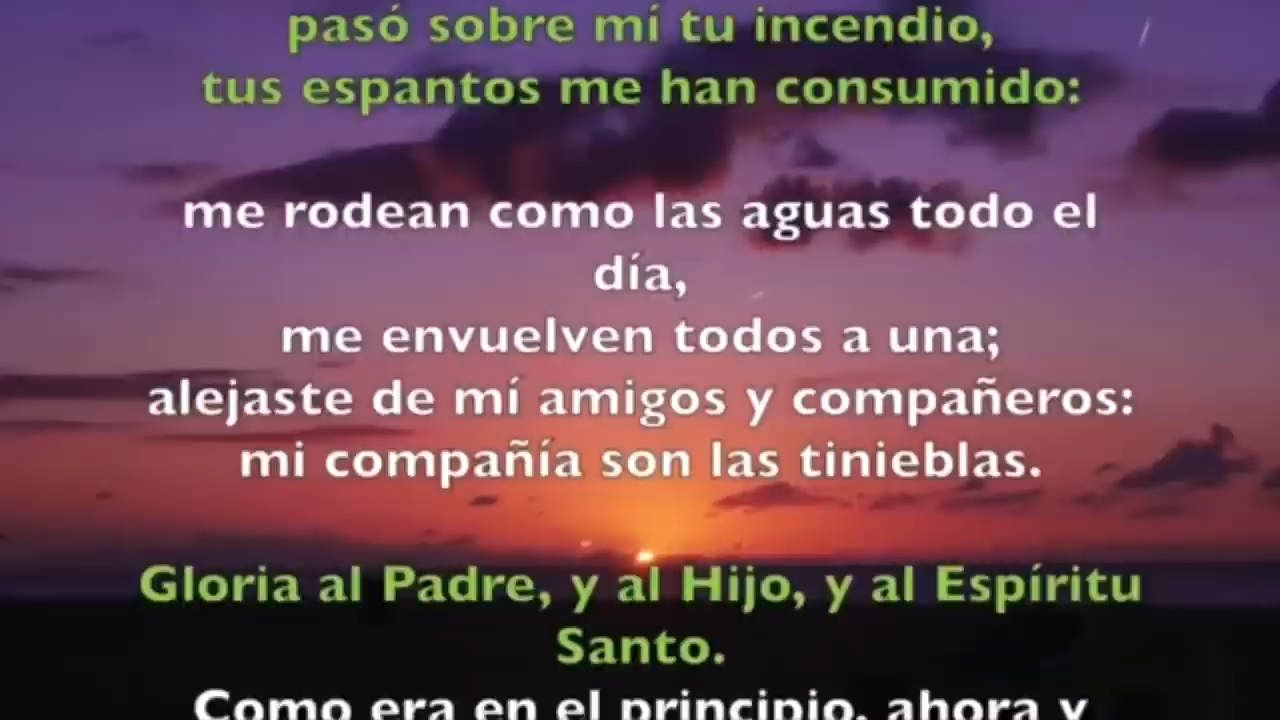 pasó sobre mí tu incendio,
tus espantos me han consumido:
me rodean como las aguas todo el
día,
me envuelven todos a una;
alejaste de mí amigos y compañeros:
mi compañía son las tinieblas.
Gloria al Padre, y al Hijo, y al Espíritu
Santo.
Como era en el principio, ahora y